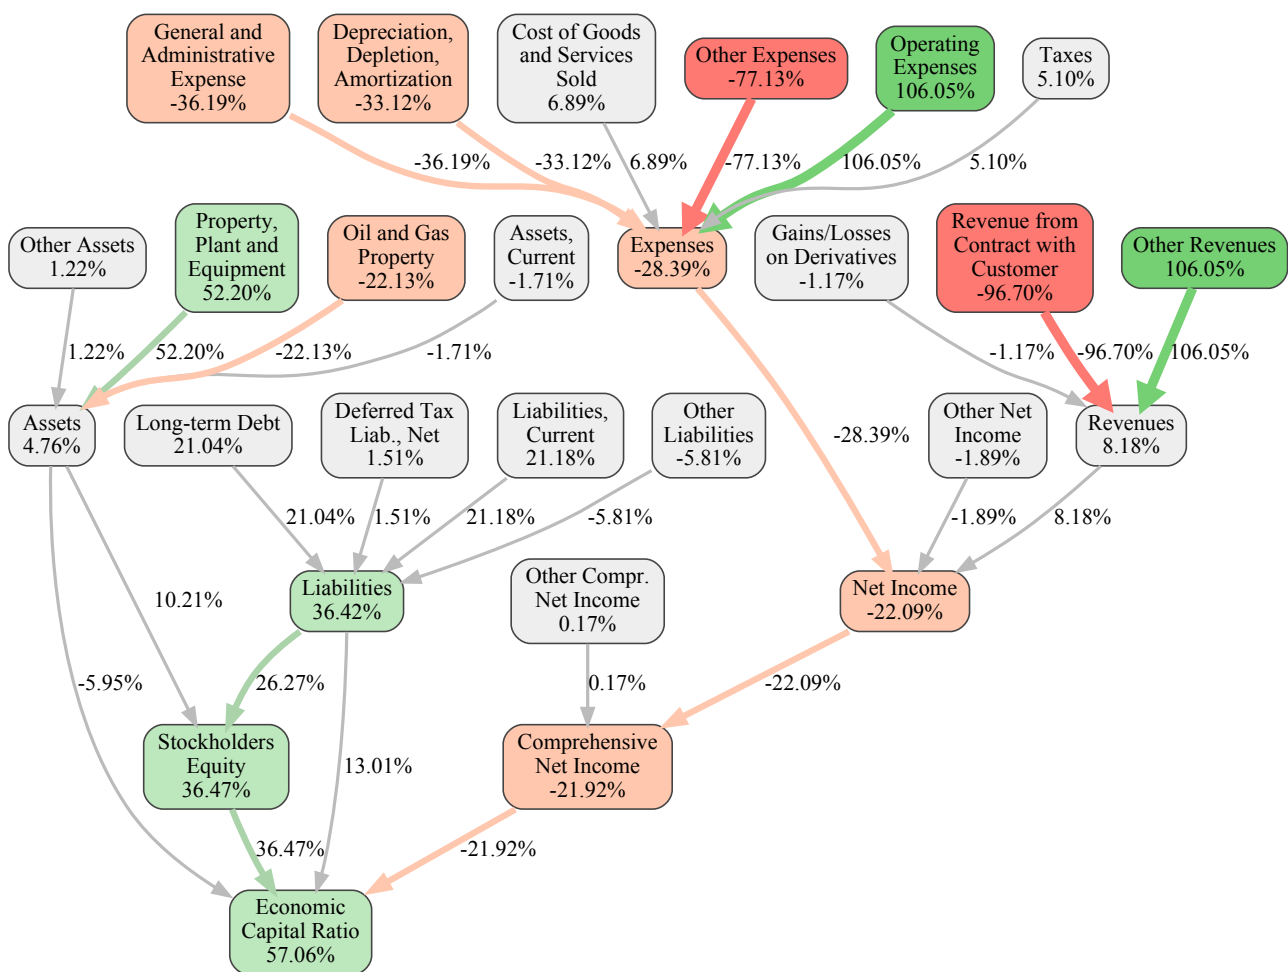 General and
Administrative
Expense
-36.19%
Depreciation,
Depletion,
Amortization
-33.12%
Cost of Goods
and Services
Sold
6.89%
Other Expenses
-77.13%
Operating
Expenses
106.05%
Taxes
5.10%
-36.19%
-33.12%
6.89%
-77.13%
106.05%
5.10%
Other Assets
1.22%
Property,
Plant and
Equipment
52.20%
Oil and Gas
Property
-22.13%
Assets,
Current
-1.71%
Expenses
-28.39%
Gains/Losses
on Derivatives
-1.17%
Revenue from
Contract with
Customer
-96.70%
Other Revenues
106.05%
1.22%
52.20%
-22.13%
-1.71%
-1.17%
-96.70%
106.05%
Assets
4.76%
Long-term Debt
21.04%
Deferred Tax
Liab., Net
1.51%
Liabilities,
Current
21.18%
Other
Liabilities
-5.81%
-28.39%
Other Net
Income
-1.89%
Revenues
8.18%
21.04%
1.51%
21.18%
-5.81%
-1.89%
8.18%
10.21%
Liabilities
36.42%
Other Compr.
Net Income
0.17%
Net Income
-22.09%
-5.95%
26.27%
0.17%
-22.09%
Stockholders
Equity
36.47%
13.01%
Comprehensive
Net Income
-21.92%
36.47%
-21.92%
Economic
Capital Ratio
57.06%